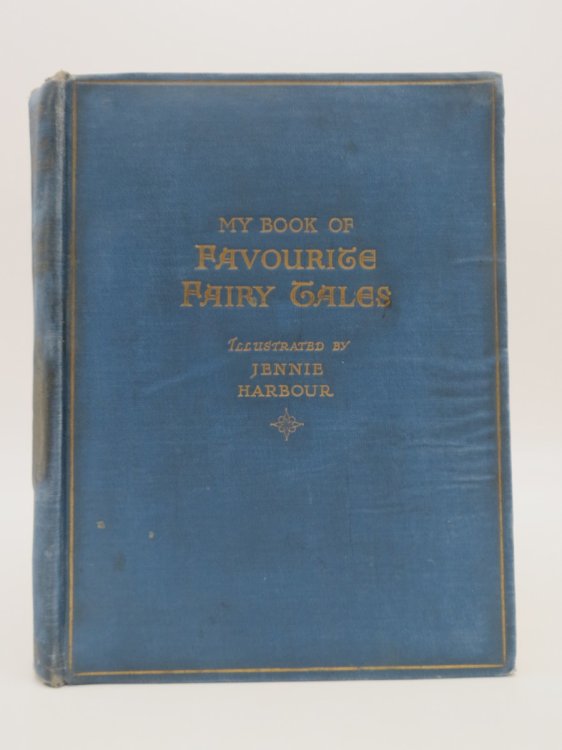 MY BOOK OF
FAVOURITE
FAIRY TALES
ILLUSTRATED BY
JENNIE
HARBOUR